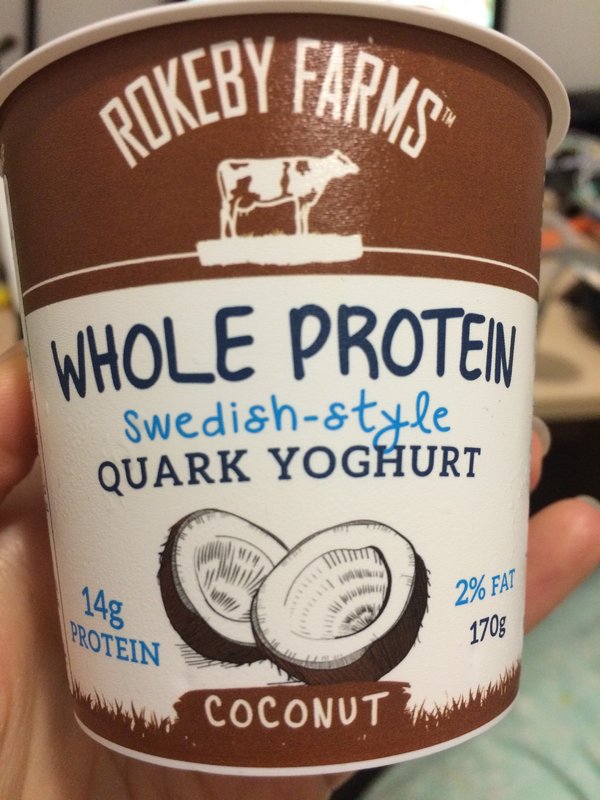 ROKEBY FARMS™
WHOLE PROTEIN
Swedish-style
QUARK YOGHURT
14g
PROTEIN
2% FAT
170g
COCONUT